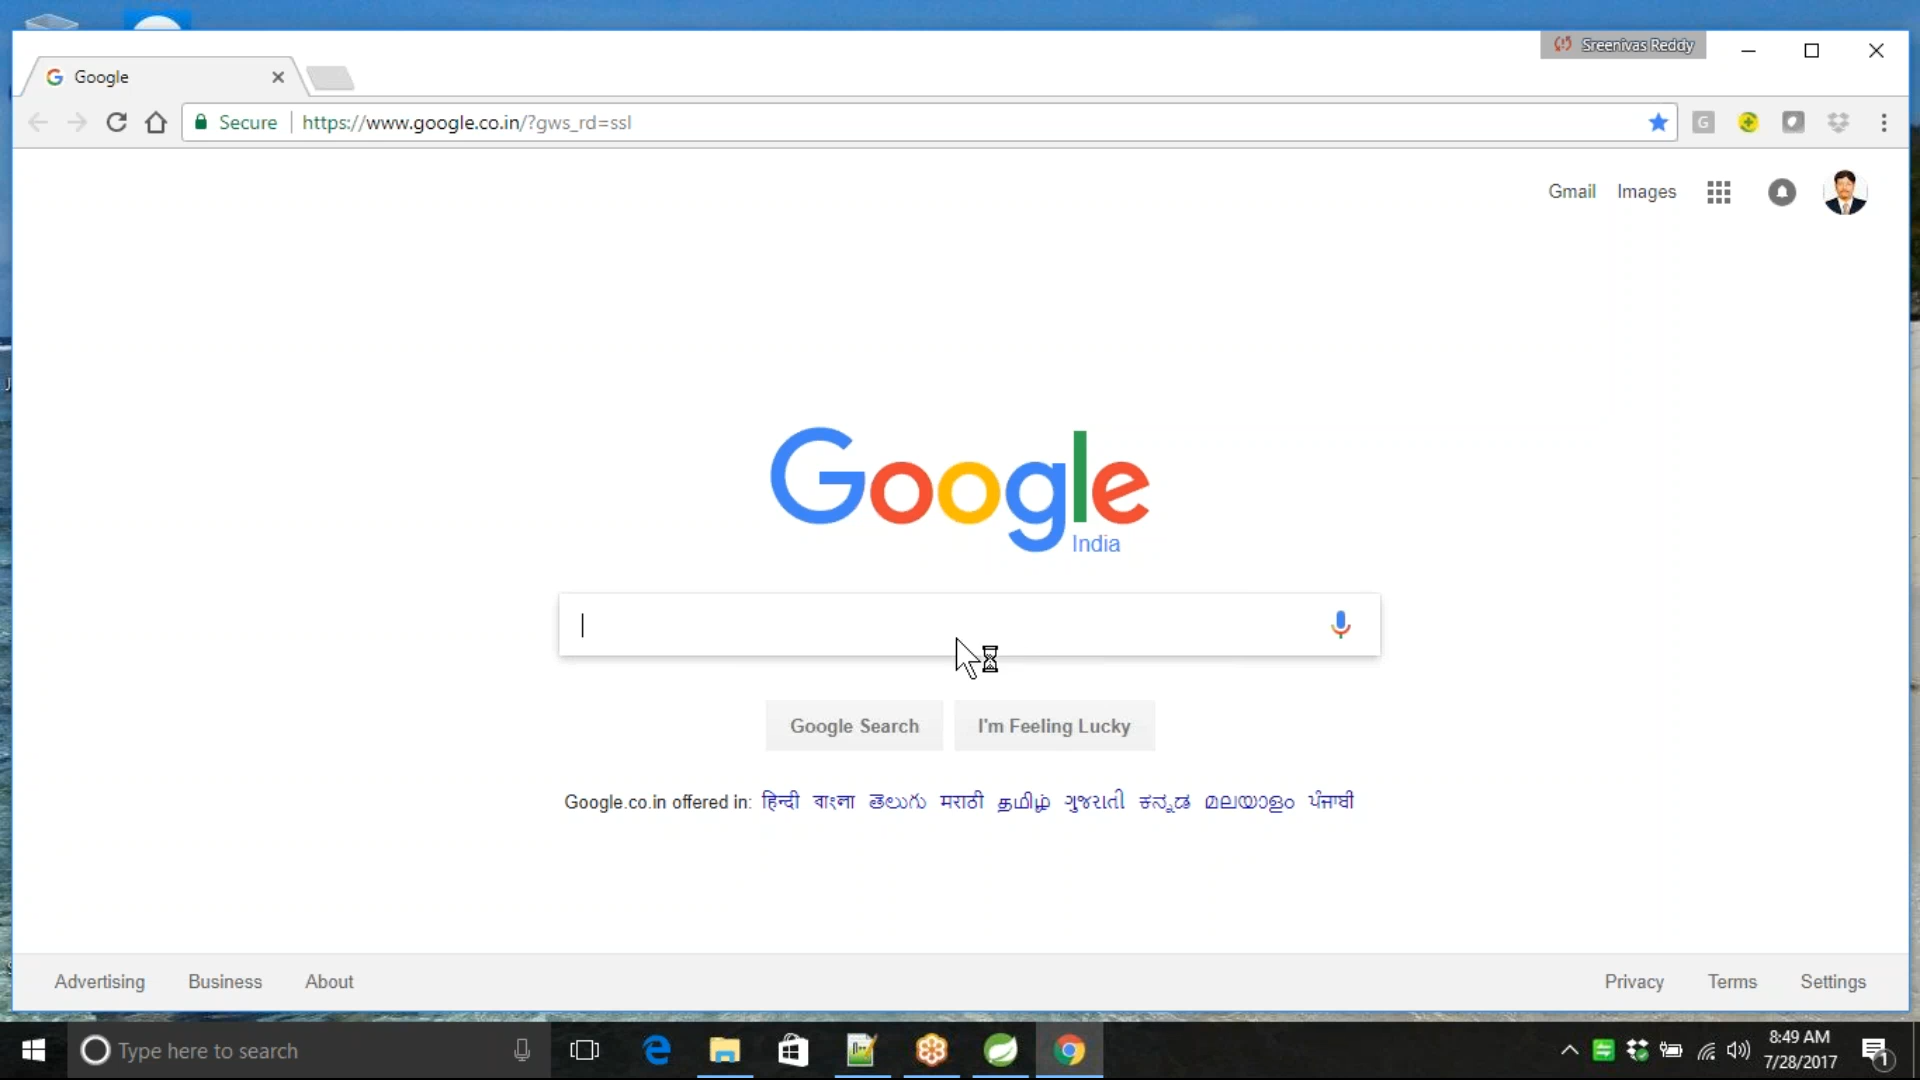 Sreenivas Reddy
Google
Secure https://www.google.co.in/?gws_rd=ssl
G
Gmail Images
Google
India
Google Search I'm Feeling Lucky
Google.co.in offered in: हिन्दी বাংলা తెలుగు मराठी தமிழ் ગુજરાતી ಕನ್ನಡ മലയാളം ਪੰਜਾਬੀ
Advertising Business About Privacy Terms Settings
Type here to search
8:49 AM
7/28/2017
1